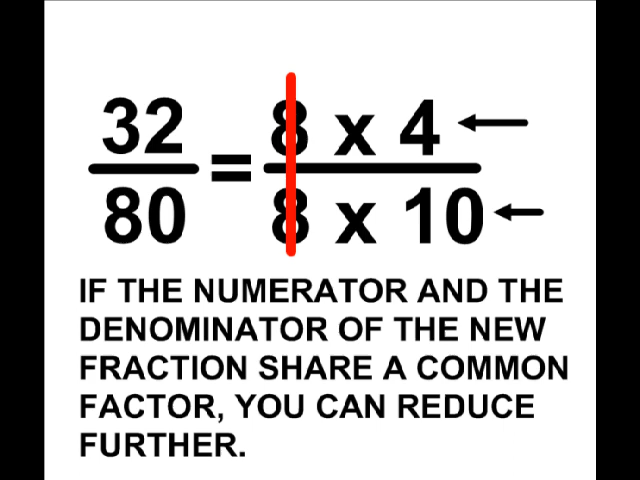 32 = 8 x 4
80 8 x 10
IF THE NUMERATOR AND THE
DENOMINATOR OF THE NEW
FRACTION SHARE A COMMON
FACTOR, YOU CAN REDUCE
FURTHER.